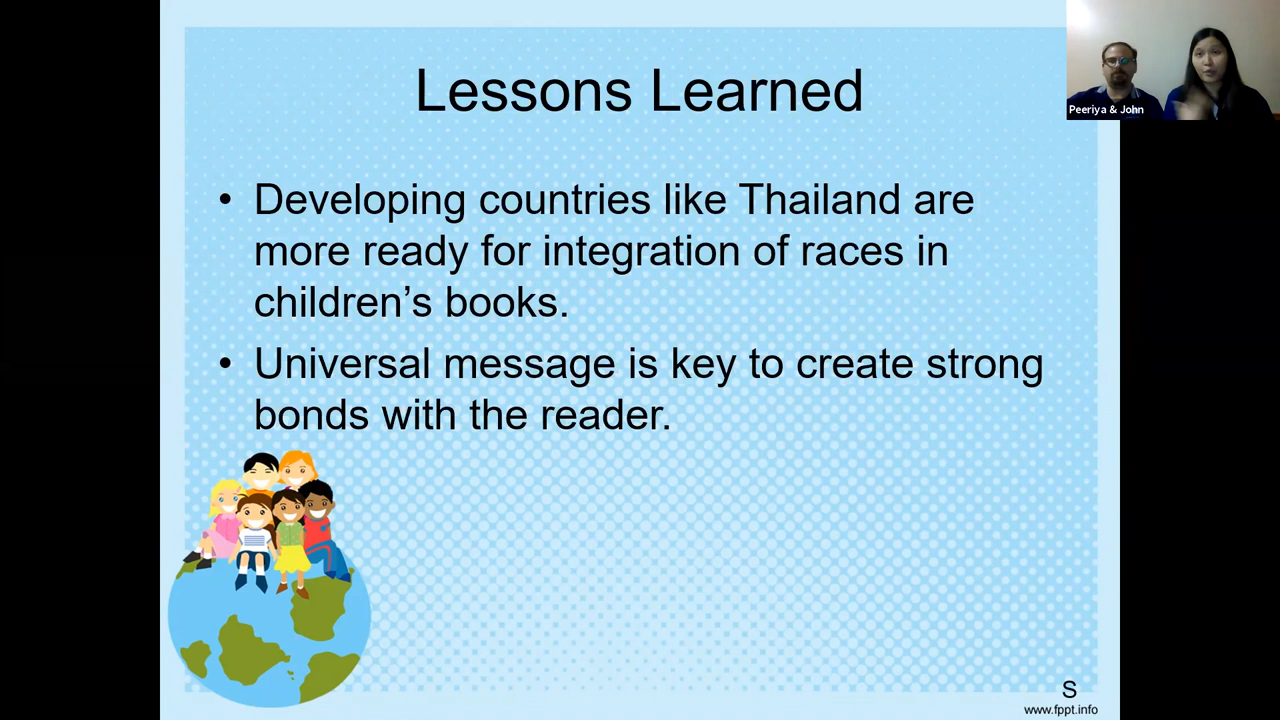 Lessons Learned
Peeriya & John
• Developing countries like Thailand are
more ready for integration of races in
children’s books.
• Universal message is key to create strong
bonds with the reader.
S
www.fppt.info